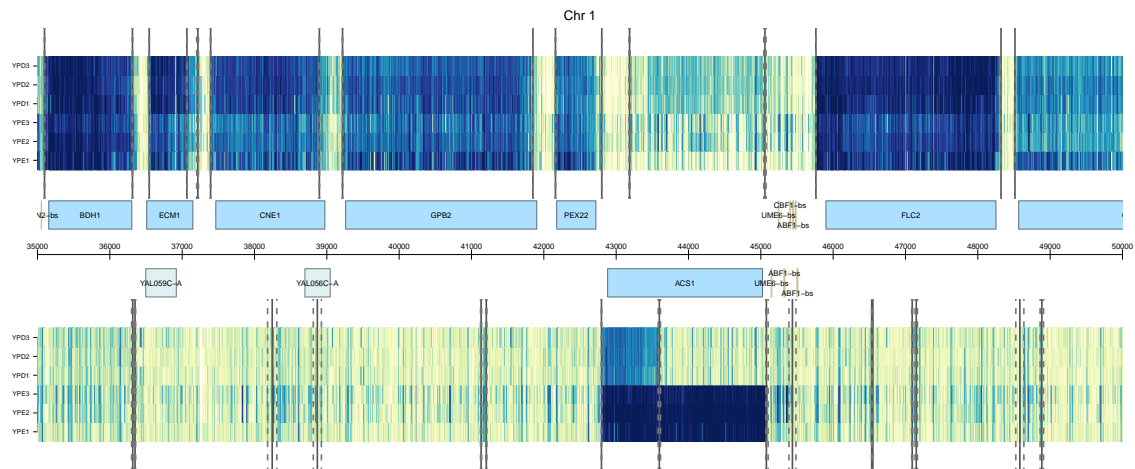 Chr 1
YPD3
YPD2
YPD1
YPE3
YPE2
YPE1
N2-bs BDH1 ECM1 CNE1 GPB2 PEX22 CBF1-bs UME6-bs ABF1-bs FLC2
35000 36000 37000 38000 39000 40000 41000 42000 43000 44000 45000 46000 47000 48000 49000 50000
YAL059C-A YAL056C-A ACS1 ABF1-bs UME6-bs ABF1-bs
YPD3
YPD2
YPD1
YPE3
YPE2
YPE1